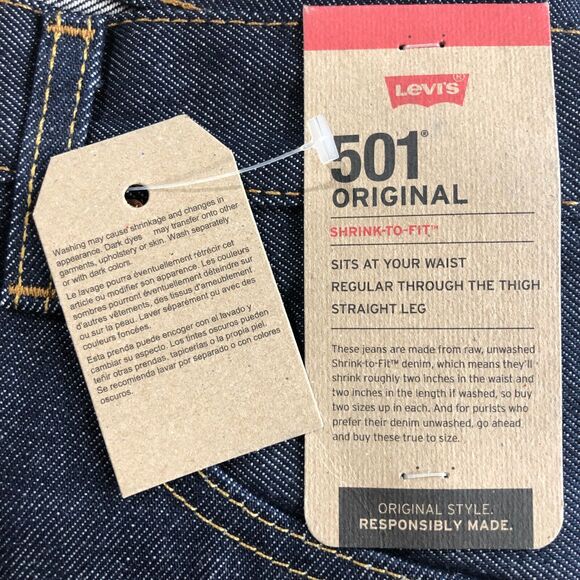 Washing may cause shrinkage and changes in
appearance. Dark dyes may transfer onto other
garments, upholstery or skin. Wash separately
or with dark colors.
Le lavage pourra éventuellement rétrécir cet
article ou modifier son apparence. Les couleurs
sombres pourront éventuellement déteindre sur
d'autres vêtements, des tissus d'ameublement
ou sur la peau. Laver séparément ou avec des
couleurs foncées.
Esta prenda puede encoger con el lavado y
cambiar su aspecto. Los tintes oscuros pueden
teñir otras prendas, tapicerías o la propia piel.
Se recomienda lavar por separado o con colores
oscuros.
LEVI'S®
501®
ORIGINAL
SHRINK-TO-FIT™
SITS AT YOUR WAIST
REGULAR THROUGH THE THIGH
STRAIGHT LEG
These jeans are made from raw, unwashed
Shrink-to-Fit™ denim, which means they'll
shrink roughly two inches in the waist and
two inches in the length if washed, so buy
two sizes up in each. And for purists who
prefer their denim unwashed, go ahead
and buy these true to size.
ORIGINAL STYLE.
RESPONSIBLY MADE.